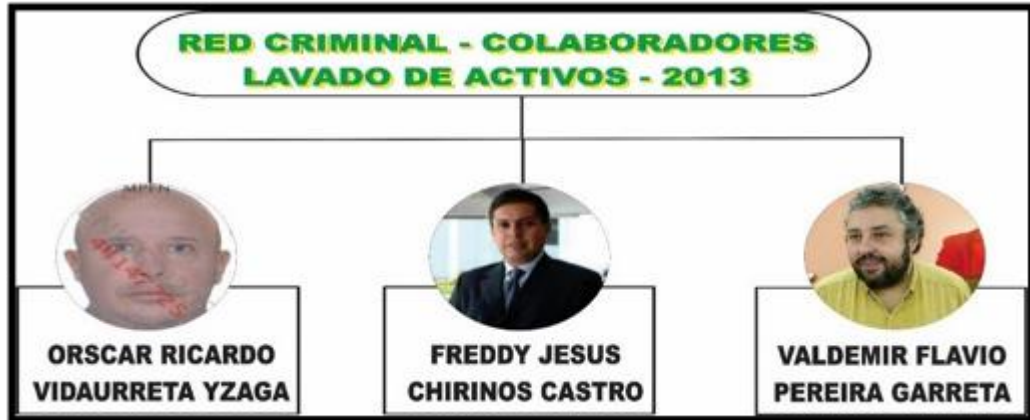 RED CRIMINAL - COLABORADORES
LAVADO DE ACTIVOS - 2013
MPFN
ORSCAR RICARDO
VIDAURRETA YZAGA
FREDDY JESUS
CHIRINOS CASTRO
VALDEMIR FLAVIO
PEREIRA GARRETA